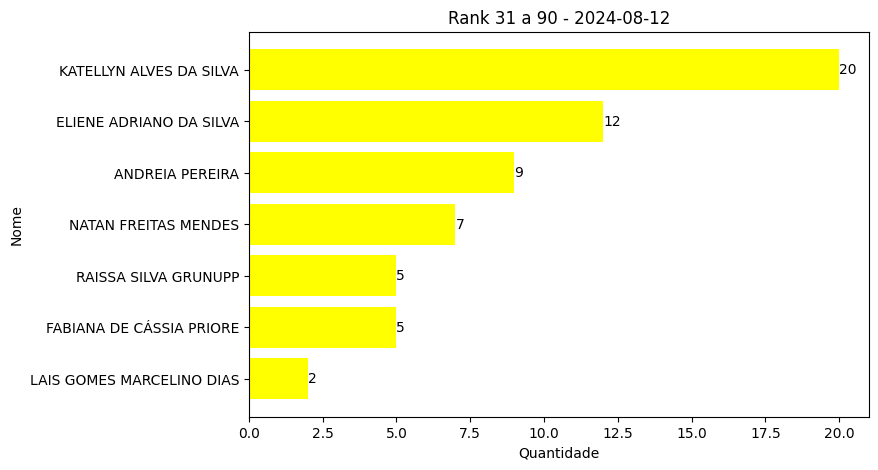 Rank 31 a 90 - 2024-08-12
Nome
KATELLYN ALVES DA SILVA 20
ELIENE ADRIANO DA SILVA 12
ANDREIA PEREIRA 9
NATAN FREITAS MENDES 7
RAISSA SILVA GRUNUPP 5
FABIANA DE CÁSSIA PRIORE 5
LAIS GOMES MARCELINO DIAS 2
0.0 2.5 5.0 7.5 10.0 12.5 15.0 17.5 20.0
Quantidade